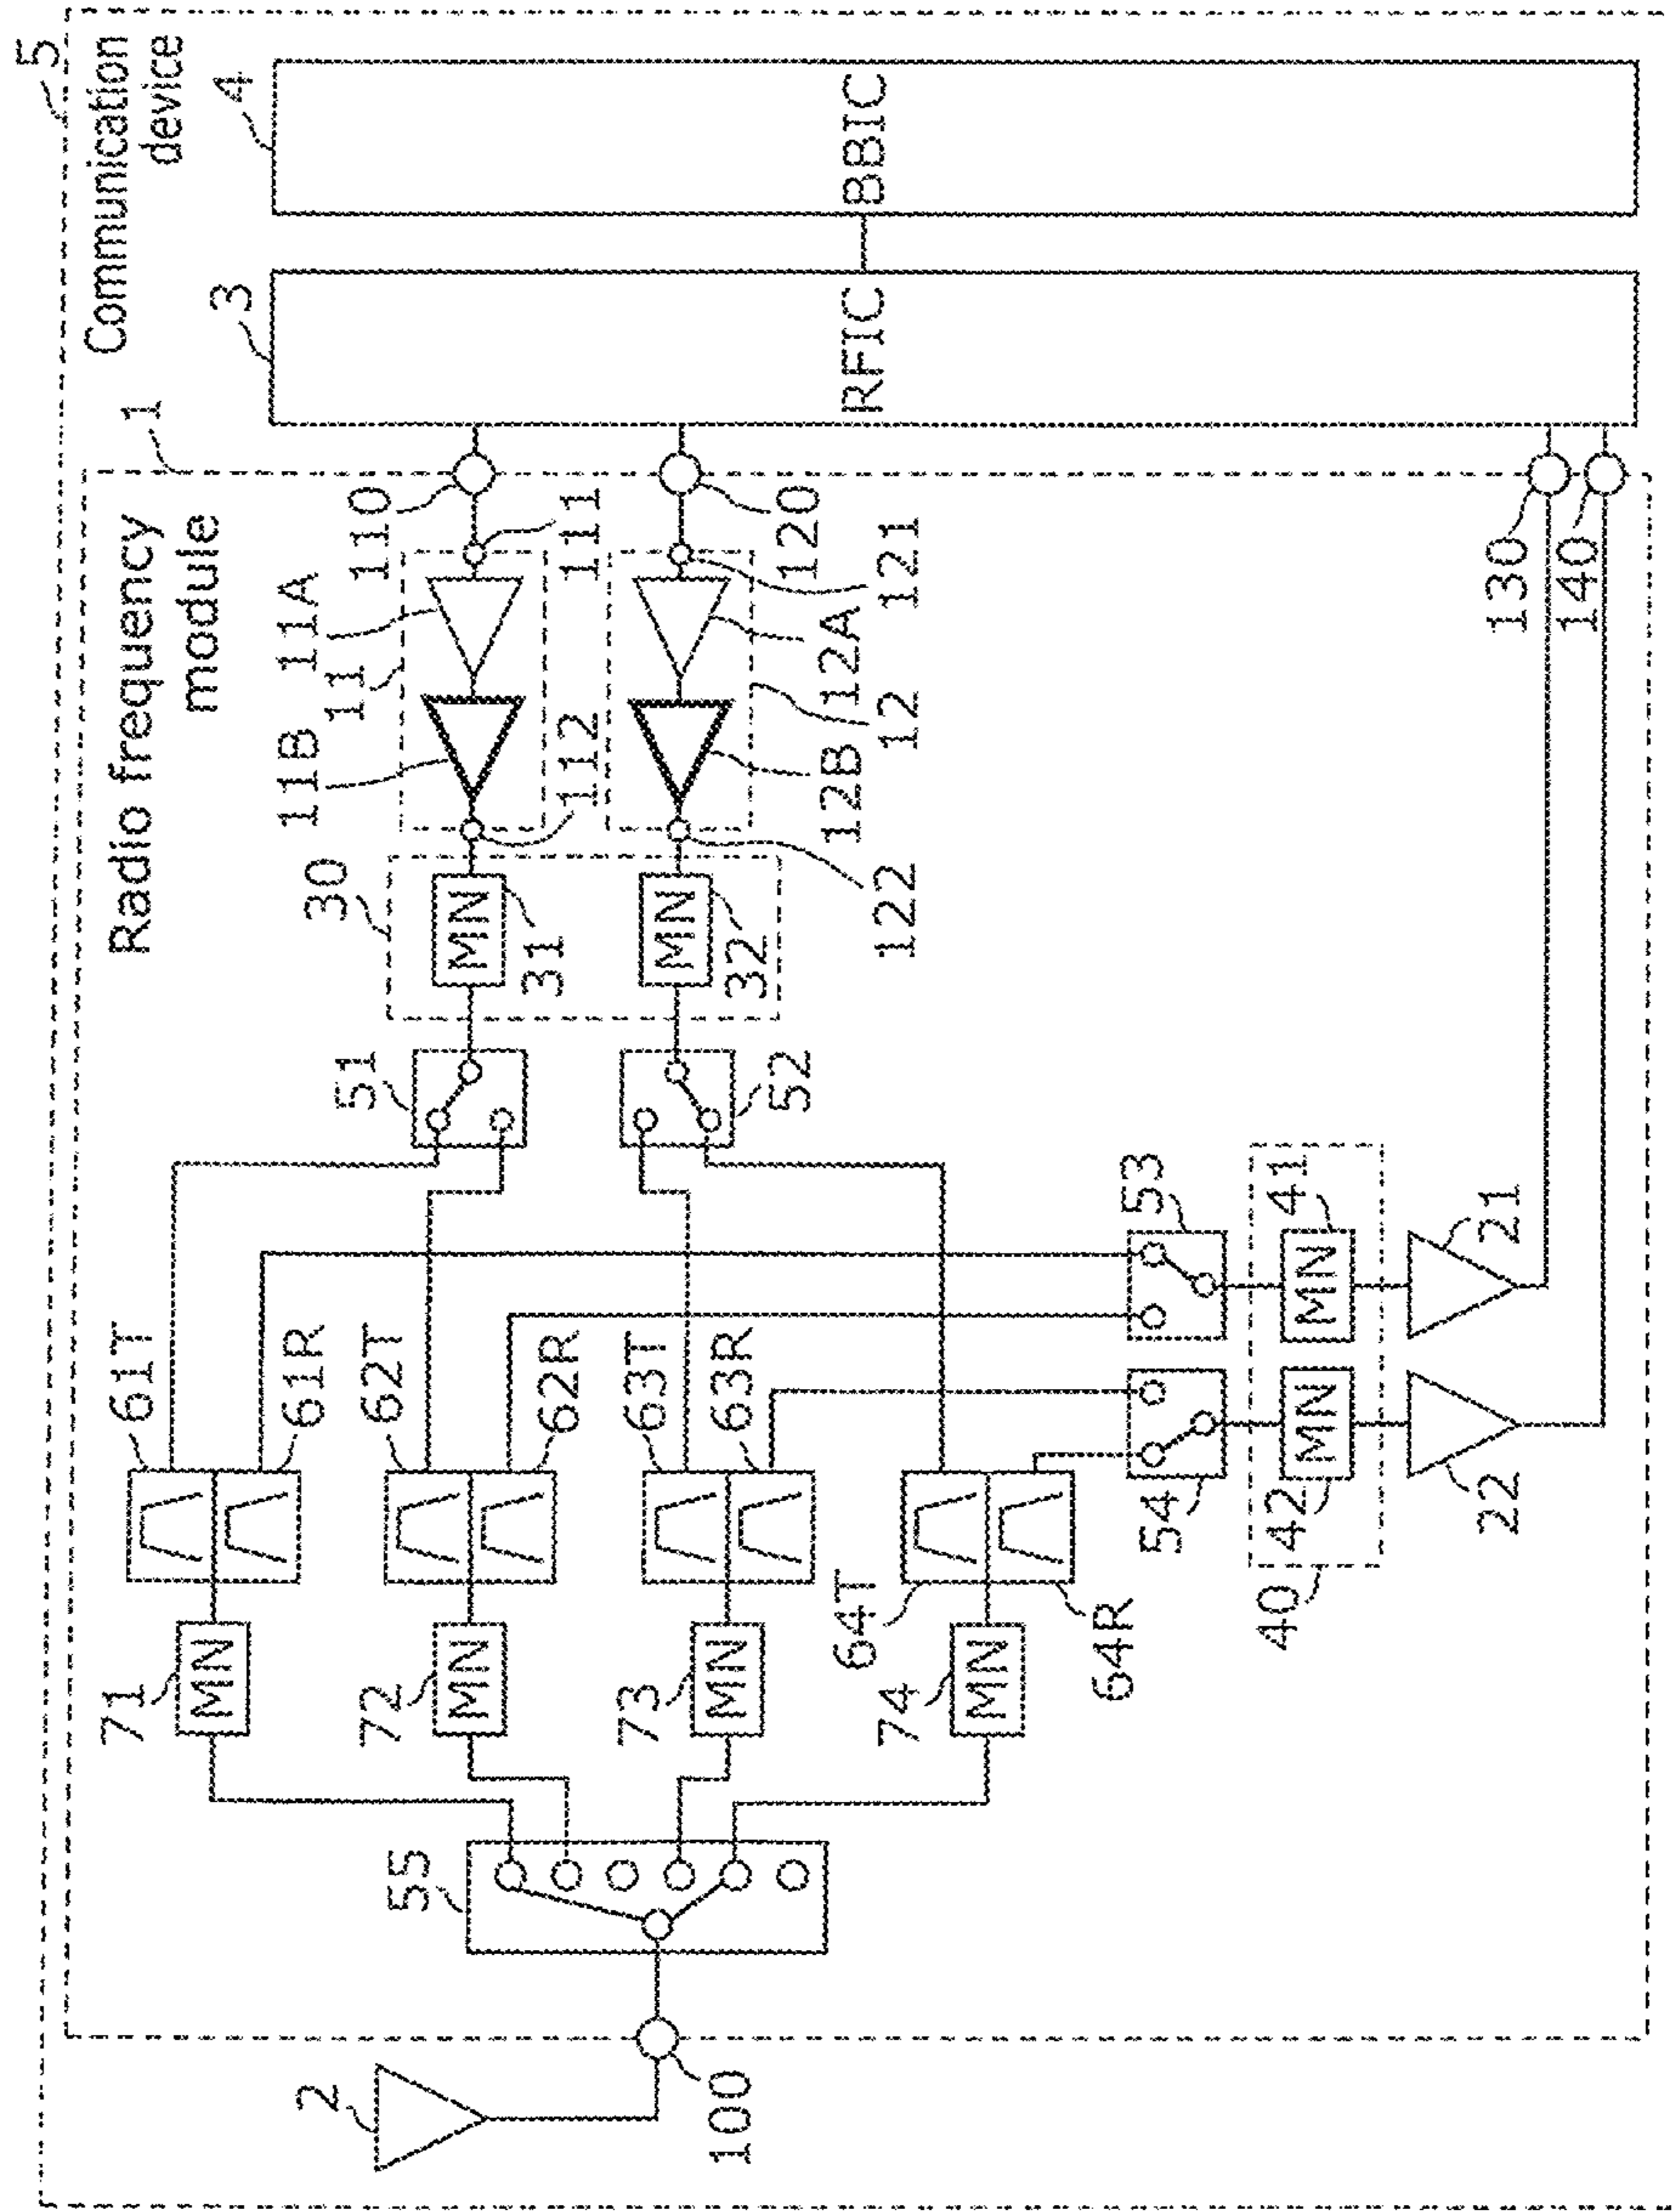 5
Communication
device
4
BBIC
3
RFIC
1
Radio frequency
module
110
111
11A
11
11B
112
120
121
12A
12
12B
122
130
140
30
MN
31
MN
32
51
52
53
54
40
MN
41
MN
42
21
22
61T
61R
62T
62R
63T
63R
64T
64R
71
MN
72
MN
73
MN
74
MN
55
2
100